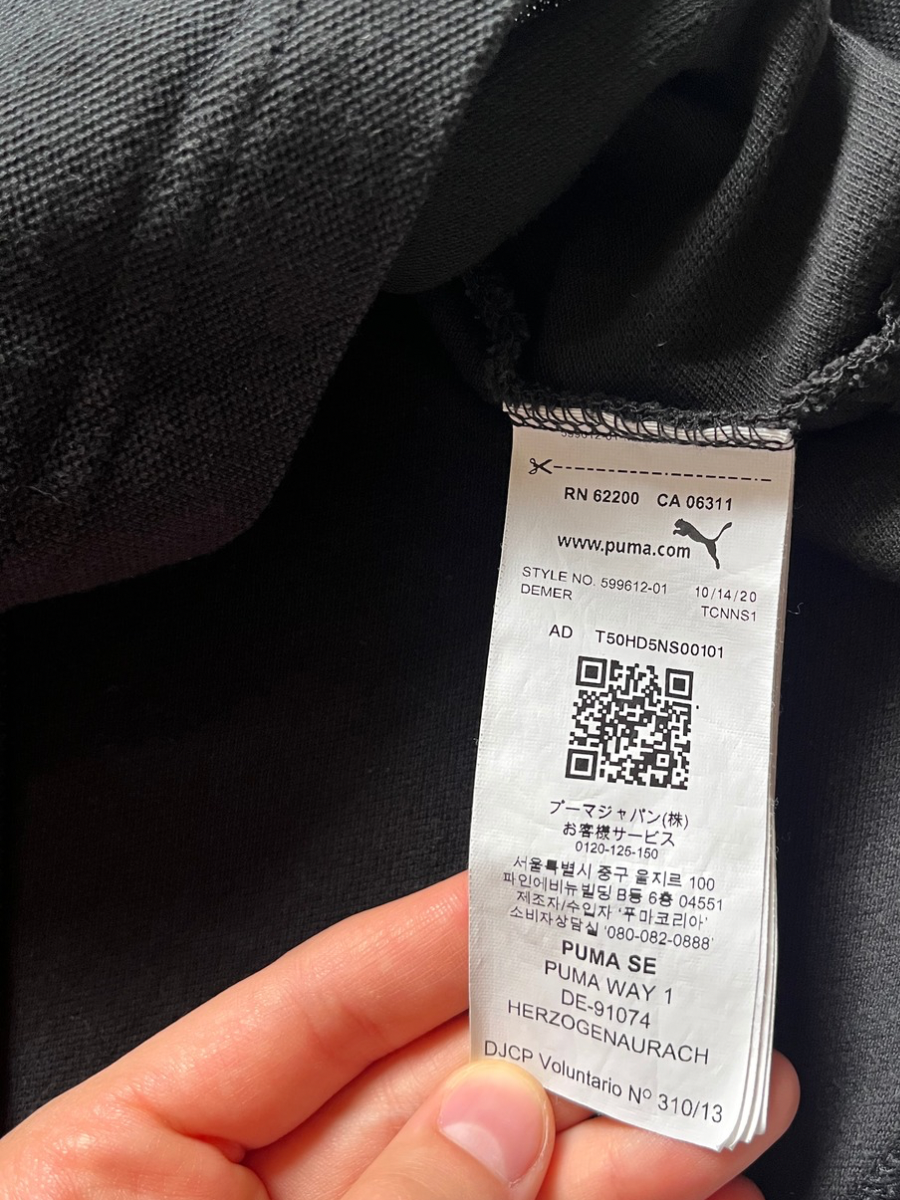 RN 62200 CA 06311
www.puma.com
STYLE NO. 599612-01 10/14/20
DEMER TCNNS1
AD T50HD5NS00101
プーマジャパン(株)
お客様サービス
0120-125-150
서울특별시 중구 을지로 100
파인에비뉴빌딩 B동 6층 04551
제조자/수입자 '푸마코리아'
소비자상담실 '080-082-0888'
PUMA SE
PUMA WAY 1
DE-91074
HERZOGENAURACH
DJCP Voluntario Nº 310/13